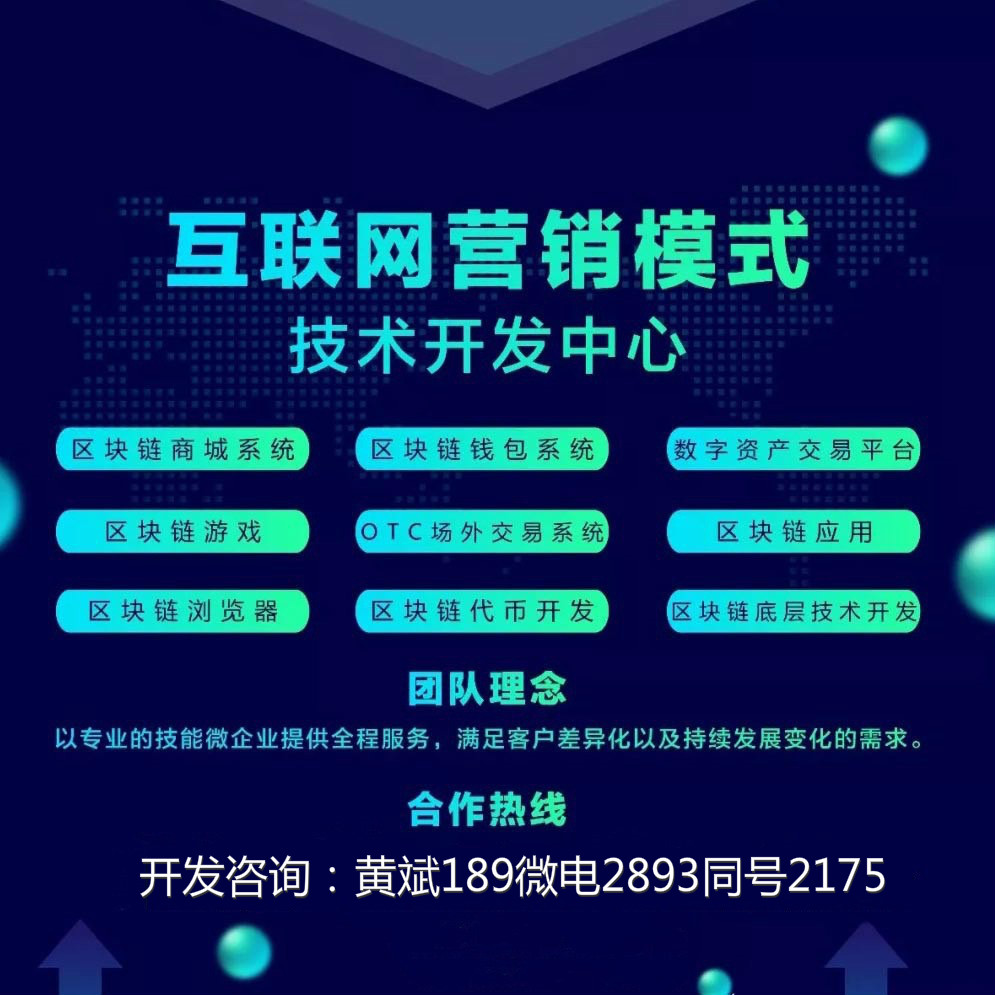 互联网营销模式
技术开发中心
区块链商城系统
区块链钱包系统
数字资产交易平台
区块链游戏
OTC场外交易系统
区块链应用
区块链浏览器
区块链代币开发
区块链底层技术开发
团队理念
以专业的技能微企业提供全程服务，满足客户差异化以及持续发展变化的需求。
合作热线
开发咨询：黄斌189微电2893同号2175